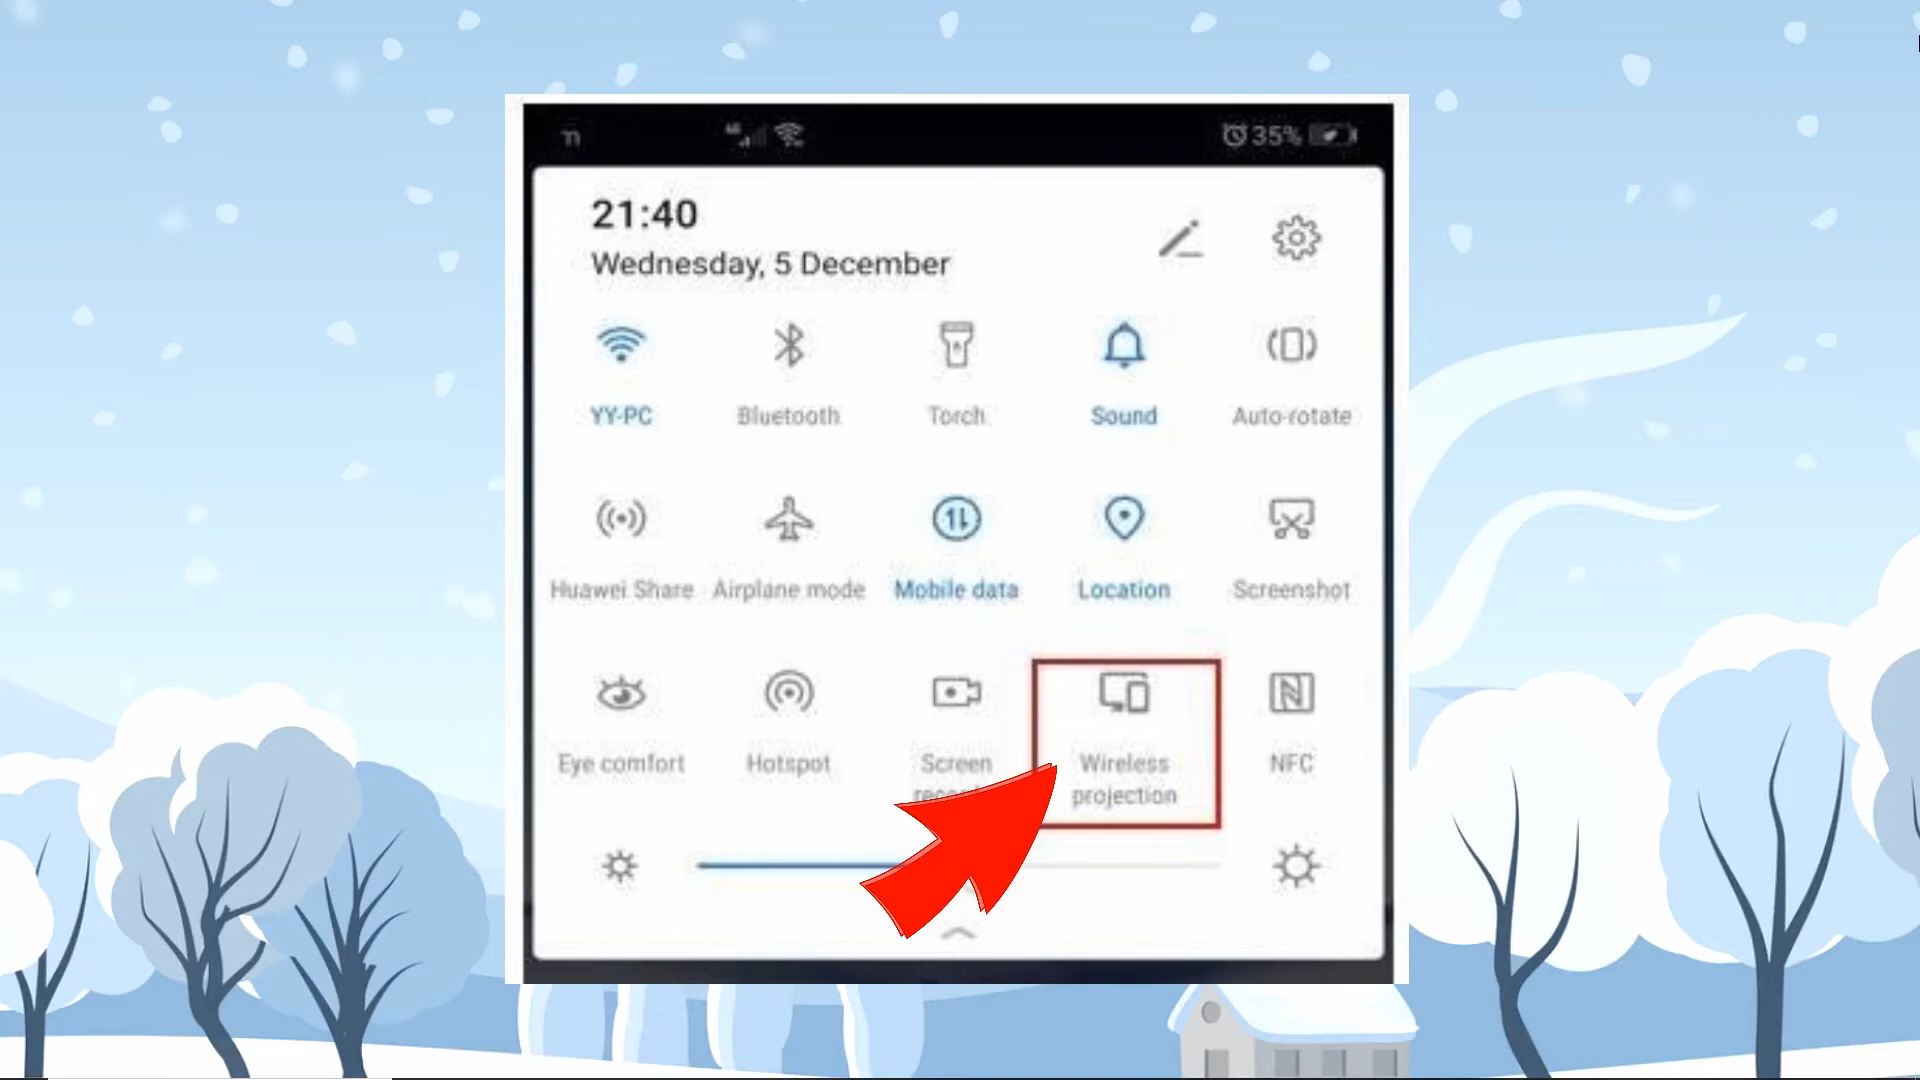 35%
21:40
Wednesday, 5 December
YY-PC Bluetooth Torch Sound Auto-rotate
Huawei Share Airplane mode Mobile data Location Screenshot
Eye comfort Hotspot Screen Wireless projection NFC